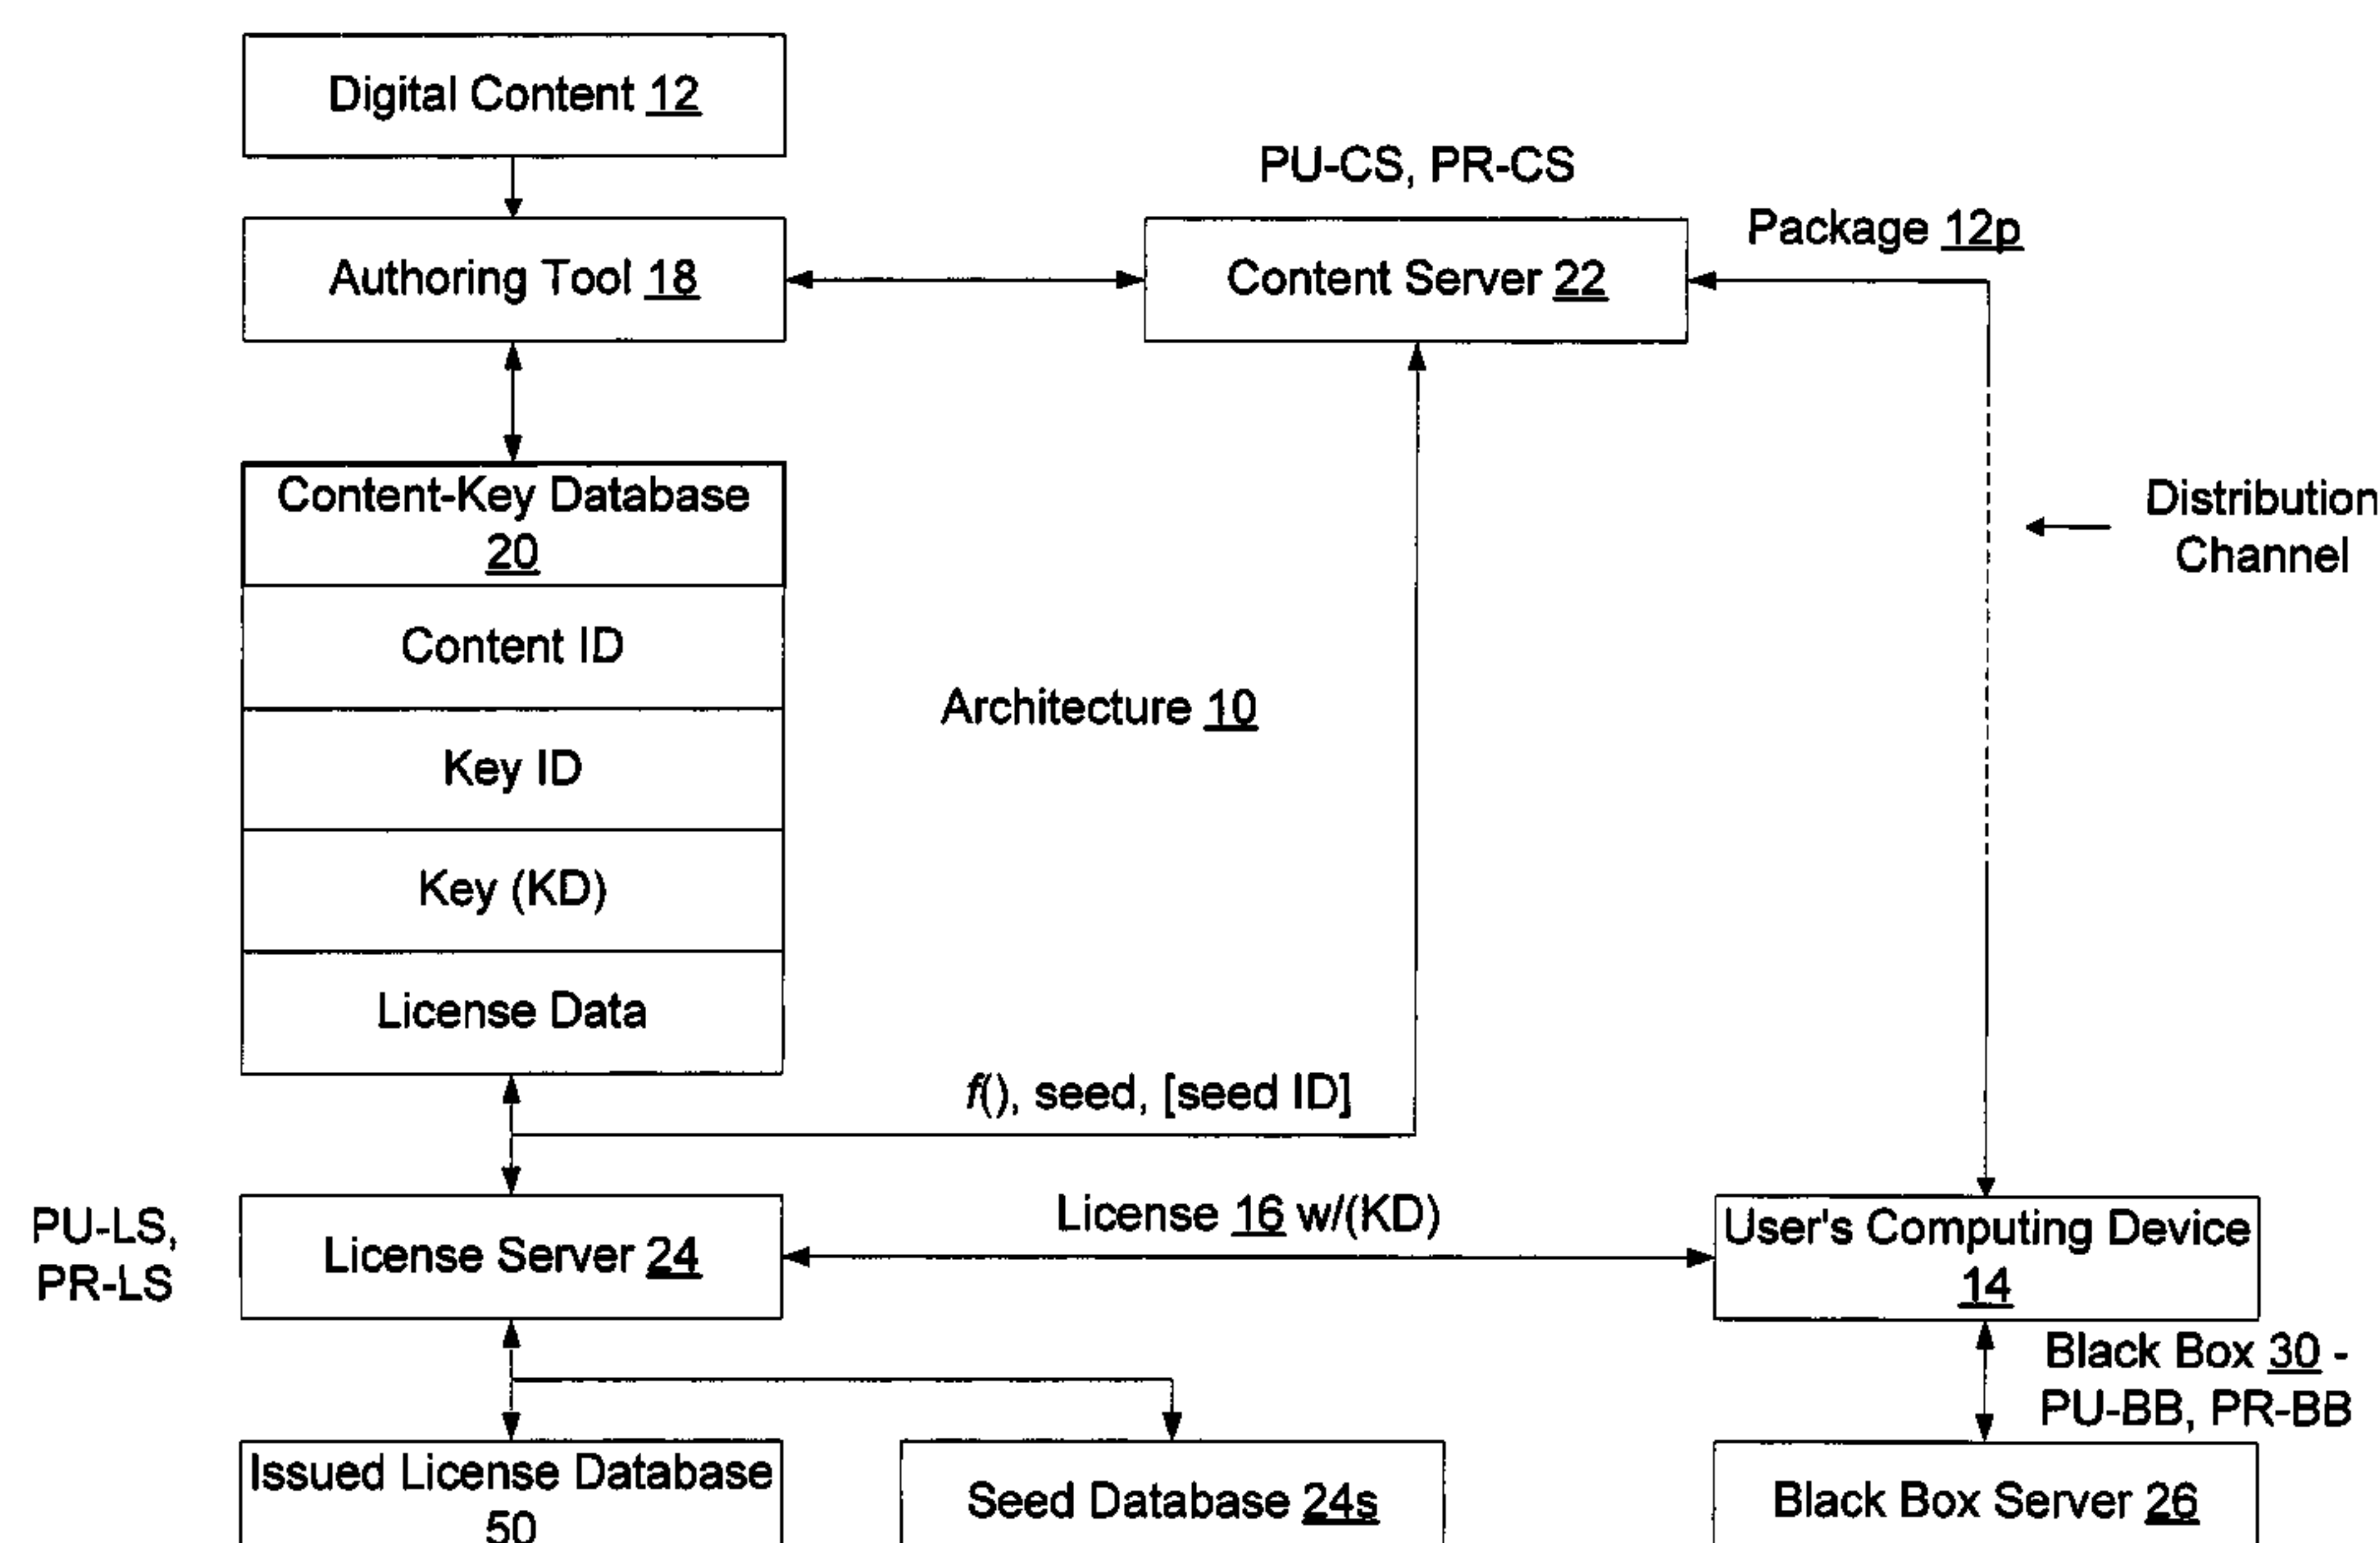 Digital Content 12
PU-CS, PR-CS
Package 12p
Authoring Tool 18
Content Server 22
Content-Key Database
20
Distribution
Channel
Content ID
Architecture 10
Key ID
Key (KD)
License Data
f(), seed, [seed ID]
PU-LS,
PR-LS
License Server 24
License 16 w/(KD)
User's Computing Device
14
Black Box 30 -
PU-BB, PR-BB
Issued License Database
50
Seed Database 24s
Black Box Server 26